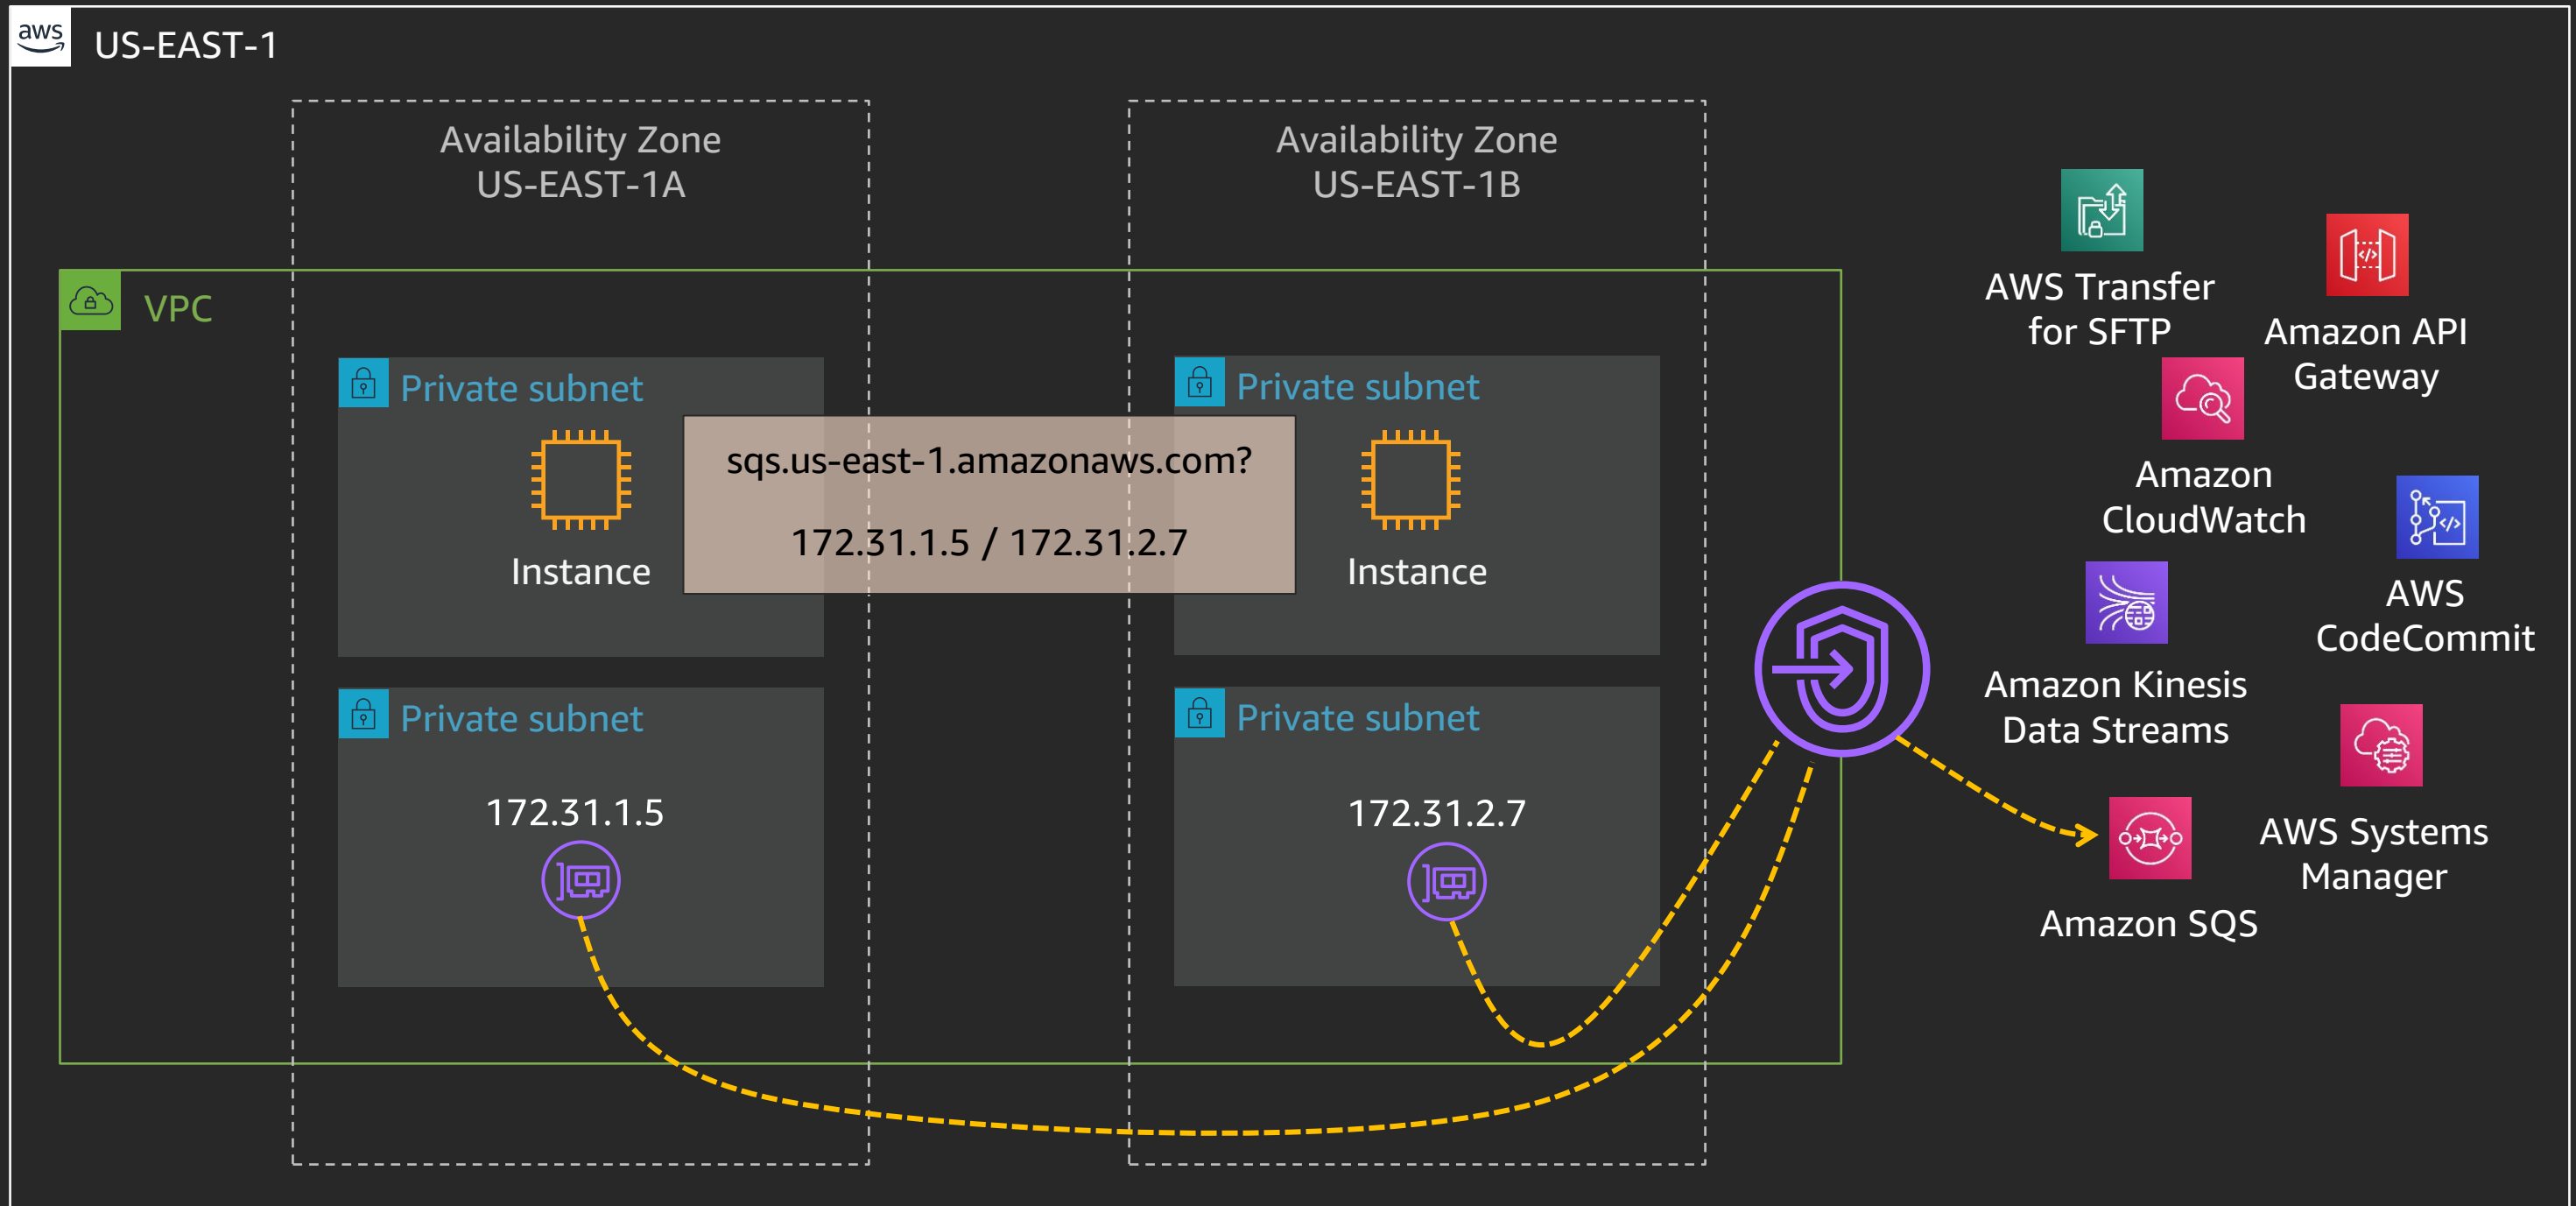 aws
US-EAST-1
Availability Zone
US-EAST-1A
Availability Zone
US-EAST-1B
VPC
Private subnet
Instance
Private subnet
Instance
sqs.us-east-1.amazonaws.com?
172.31.1.5 / 172.31.2.7
Private subnet
172.31.1.5
Private subnet
172.31.2.7
AWS Transfer
for SFTP
Amazon API
Gateway
Amazon
CloudWatch
AWS
CodeCommit
Amazon Kinesis
Data Streams
AWS Systems
Manager
Amazon SQS